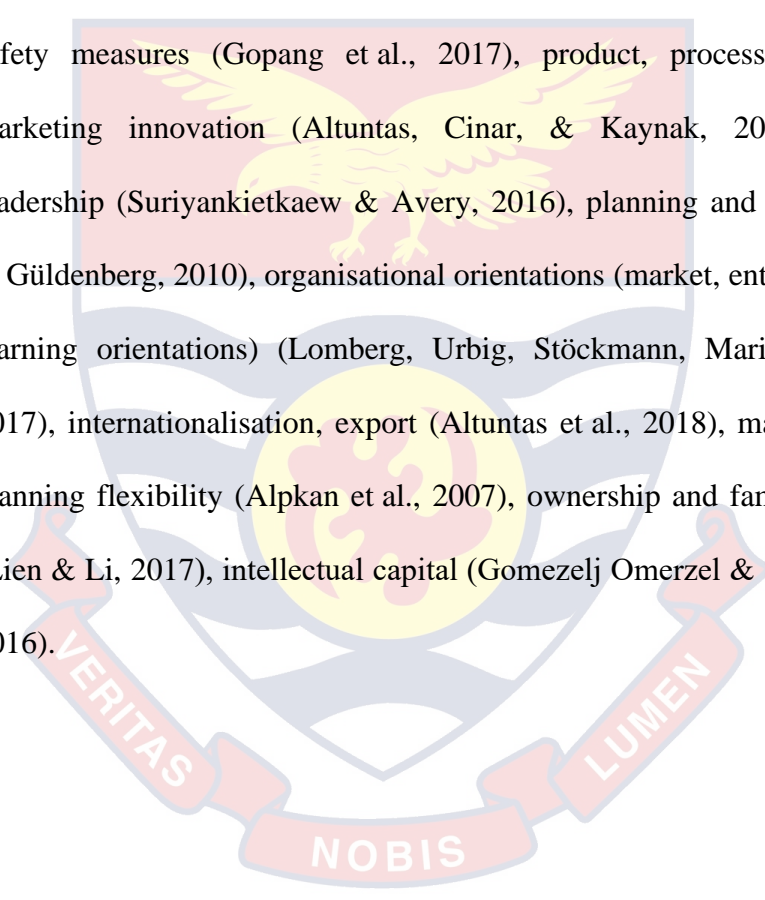 fety measures (Gopang et al., 2017), product, process
arketing innovation (Altuntas, Cinar, & Kaynak, 20
adership (Suriyankietkaew & Avery, 2016), planning and
Güldenberg, 2010), organisational orientations (market, ent
arning orientations) (Lomberg, Urbig, Stöckmann, Mari
017), internationalisation, export (Altuntas et al., 2018), ma
anning flexibility (Alpkan et al., 2007), ownership and fan
Lien & Li, 2017), intellectual capital (Gomezelj Omerzel &
016).
VERITAS
NOBIS
LUMEN